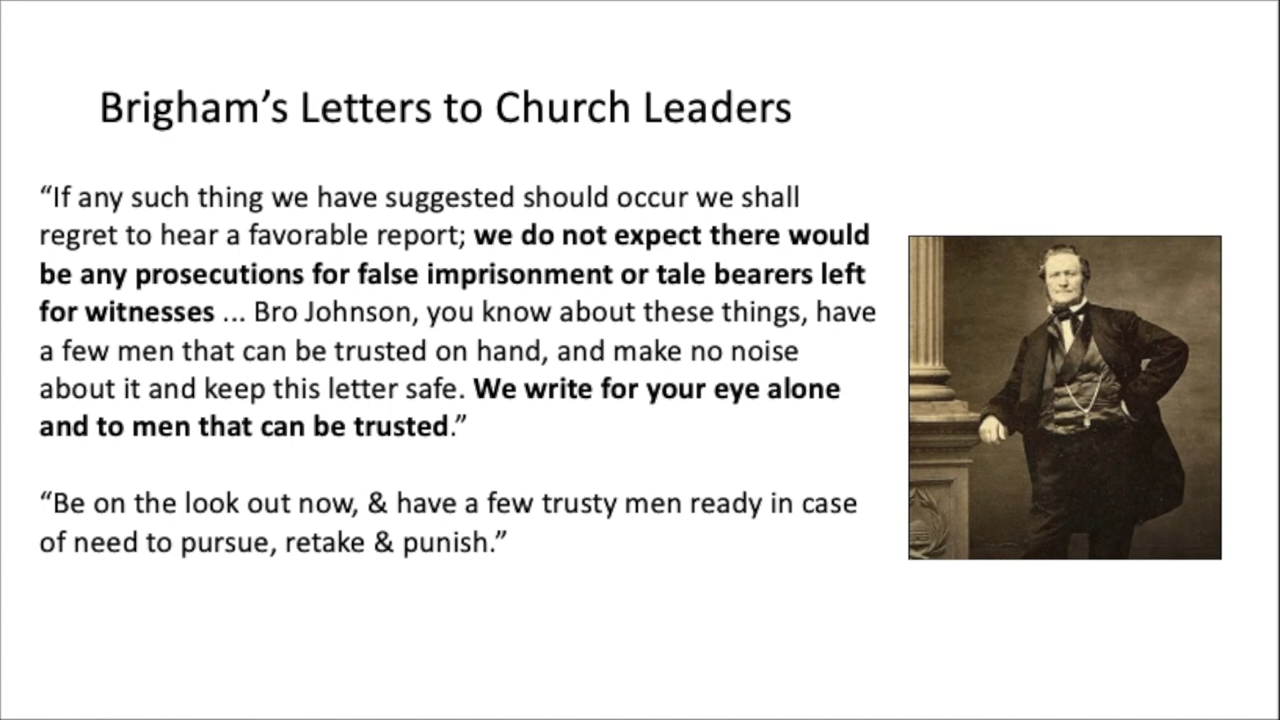 Brigham’s Letters to Church Leaders
“If any such thing we have suggested should occur we shall
regret to hear a favorable report; we do not expect there would
be any prosecutions for false imprisonment or tale bearers left
for witnesses ... Bro Johnson, you know about these things, have
a few men that can be trusted on hand, and make no noise
about it and keep this letter safe. We write for your eye alone
and to men that can be trusted.”
“Be on the look out now, & have a few trusty men ready in case
of need to pursue, retake & punish.”